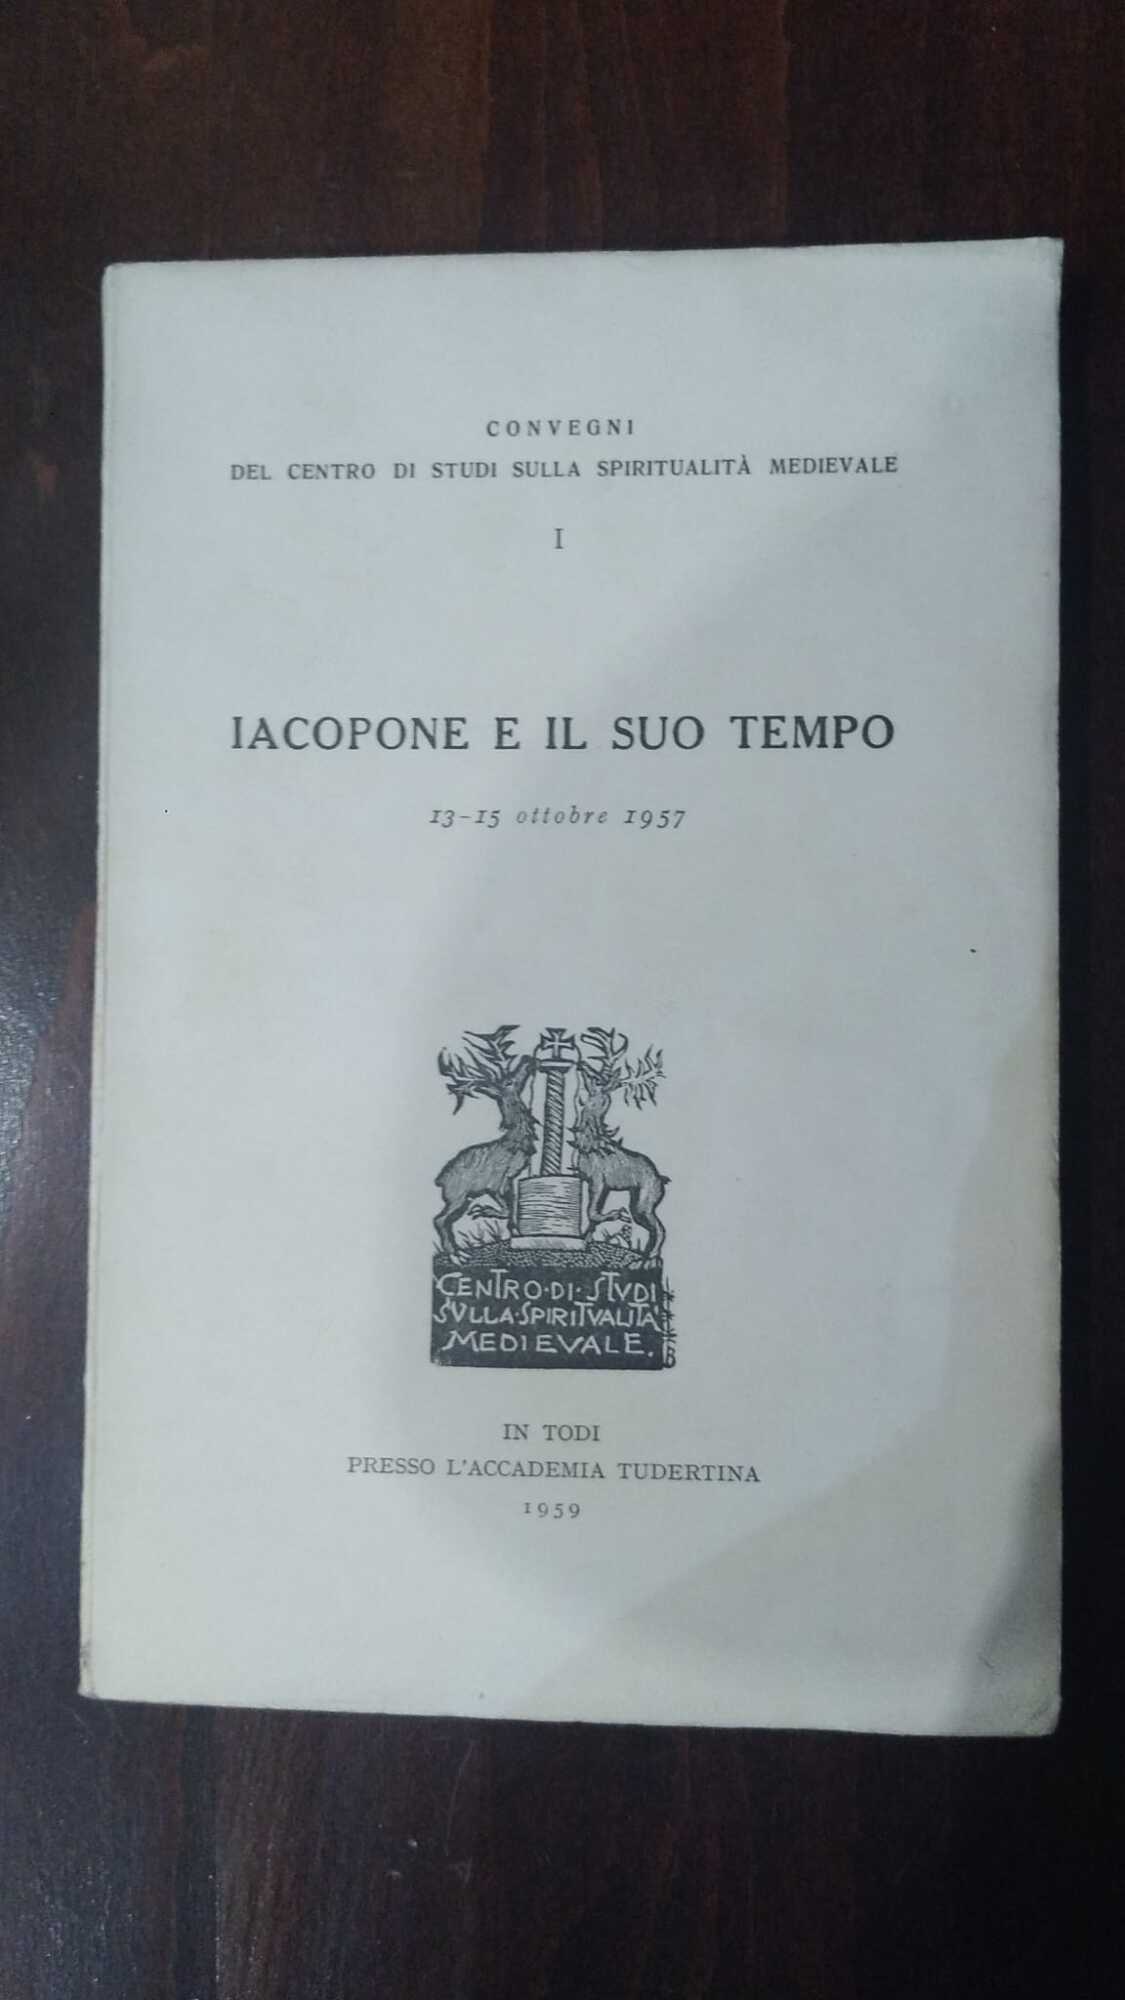 CONVEGNI
DEL CENTRO DI STUDI SULLA SPIRITUALITÀ MEDIEVALE
I
IACOPONE E IL SUO TEMPO
13-15 ottobre 1957
CENTRO·DI·STVDI
SVLLA·SPIRITVALITÀ
MEDIEVALE.
IN TODI
PRESSO L'ACCADEMIA TUDERTINA
1959